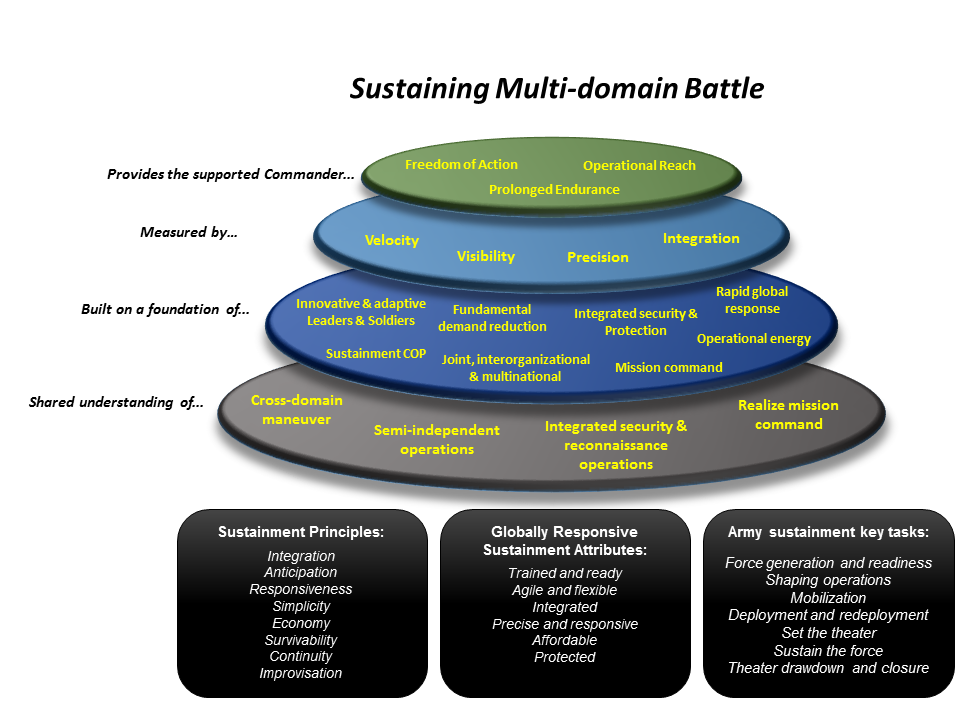 Sustaining Multi-domain Battle
Provides the supported Commander...
Freedom of Action
Operational Reach
Prolonged Endurance
Measured by...
Velocity
Visibility
Precision
Integration
Built on a foundation of...
Innovative & adaptive
Leaders & Soldiers
Fundamental
demand reduction
Integrated security &
Protection
Rapid global
response
Operational energy
Sustainment COP
Joint, interorganizational
& multinational
Mission command
Shared understanding of...
Cross-domain
maneuver
Semi-independent
operations
Integrated security &
reconnaissance
operations
Realize mission
command
Sustainment Principles:
Integration
Anticipation
Responsiveness
Simplicity
Economy
Survivability
Continuity
Improvisation
Globally Responsive
Sustainment Attributes:
Trained and ready
Agile and flexible
Integrated
Precise and responsive
Affordable
Protected
Army sustainment key tasks:
Force generation and readiness
Shaping operations
Mobilization
Deployment and redeployment
Set the theater
Sustain the force
Theater drawdown and closure